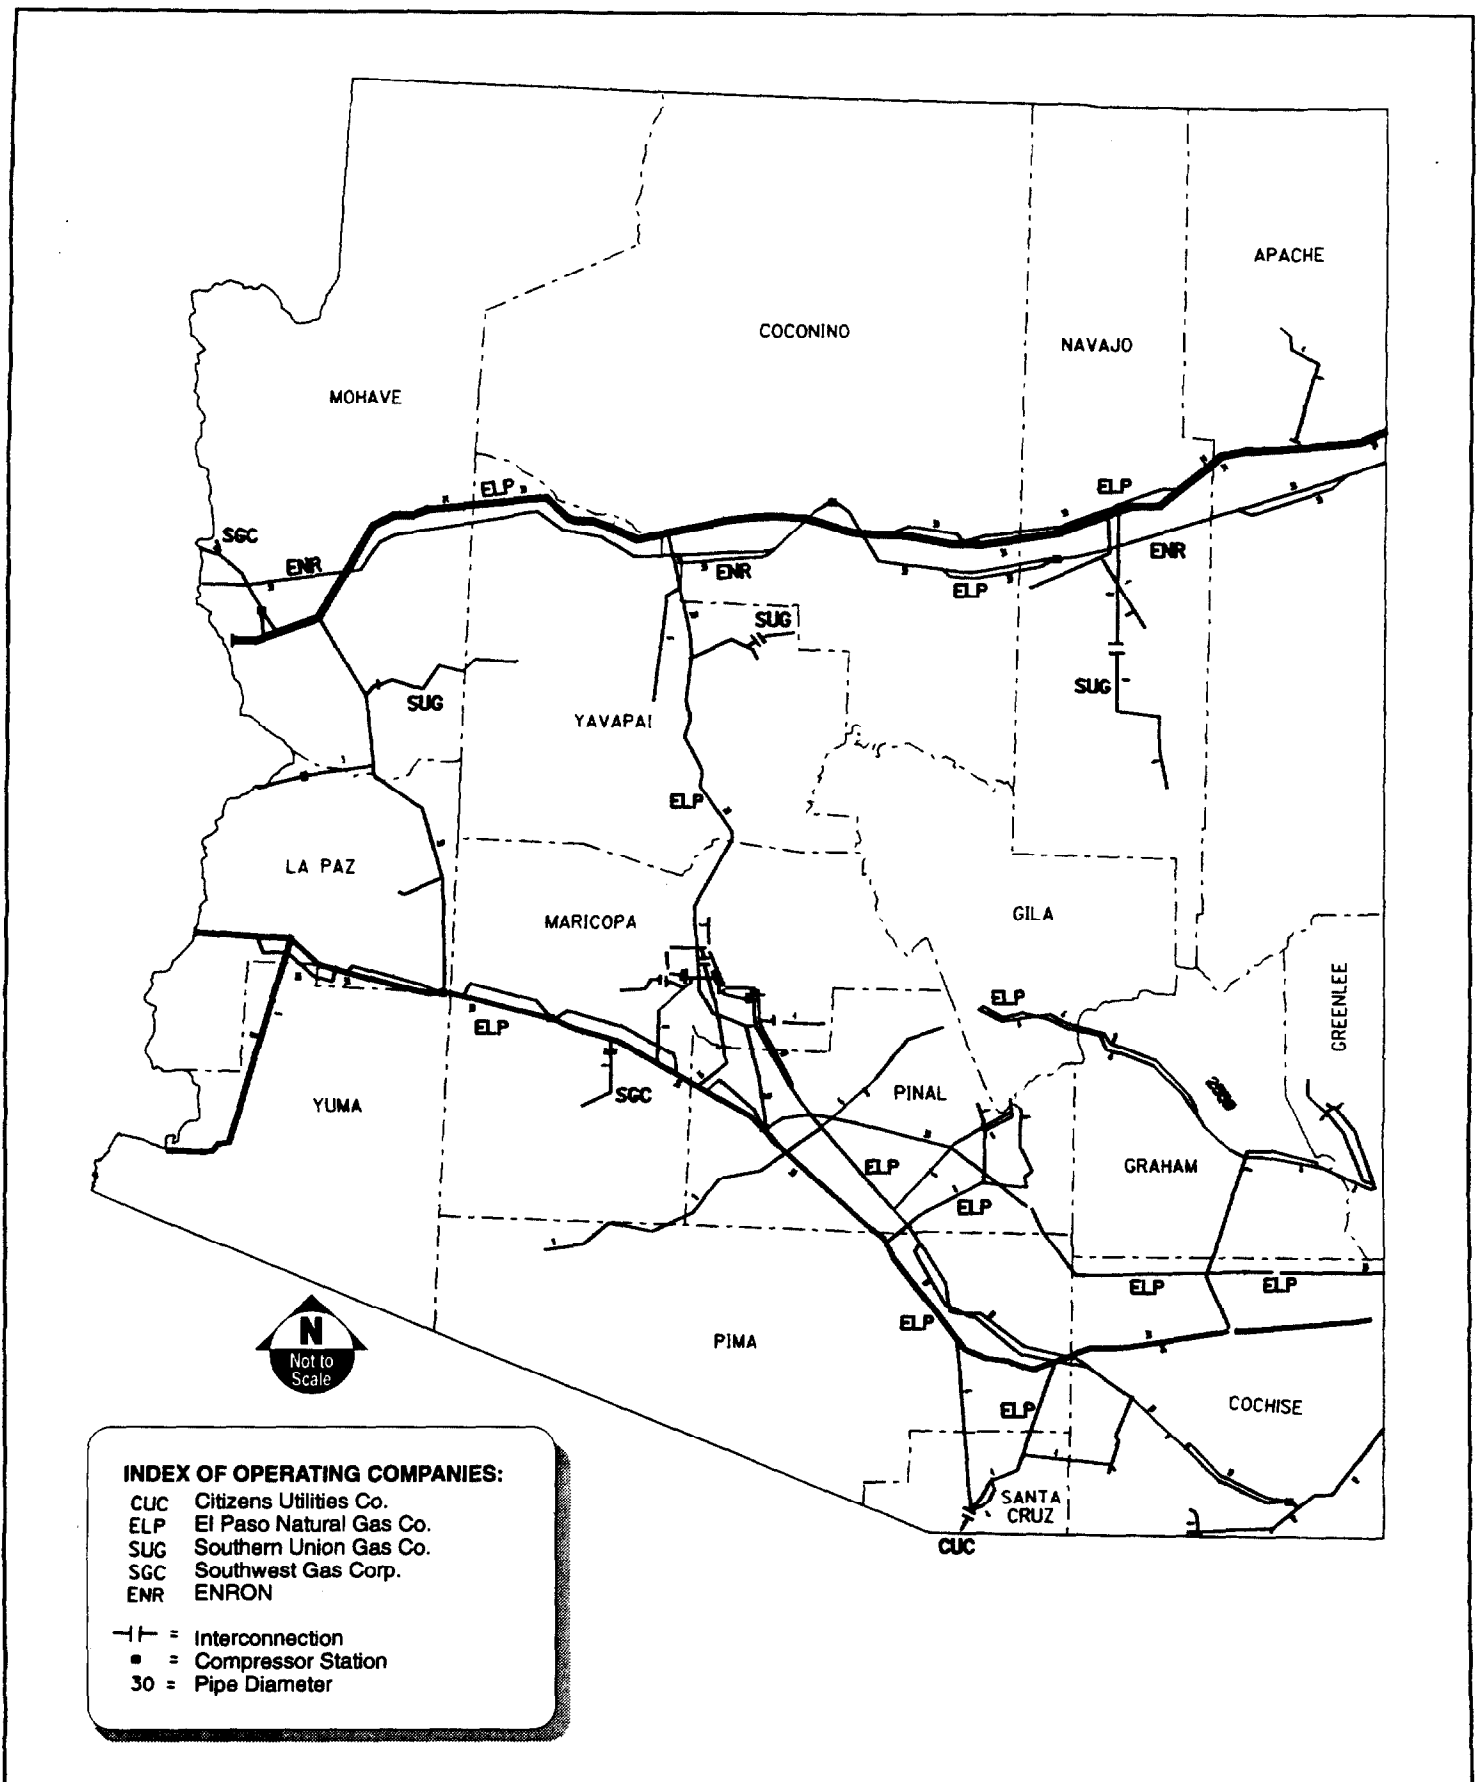 APACHE
COCONINO
NAVAJO
MOHAVE
ELP
ELP
SGC
ENR
ENR
ENR
ELP
SUG
SUG
SUG
YAVAPAI
ELP
LA PAZ
MARICOPA
GILA
ELP
GREENLEE
ELP
PINAL
YUMA
SGC
ELP
GRAHAM
ELP
ELP
ELP
ELP
PIMA
N
Not to
Scale
COCHISE
ELP
SANTA
CRUZ
CUC
INDEX OF OPERATING COMPANIES:
CUC Citizens Utilities Co.
ELP El Paso Natural Gas Co.
SUG Southern Union Gas Co.
SGC Southwest Gas Corp.
ENR ENRON
= Interconnection
= Compressor Station
30 = Pipe Diameter